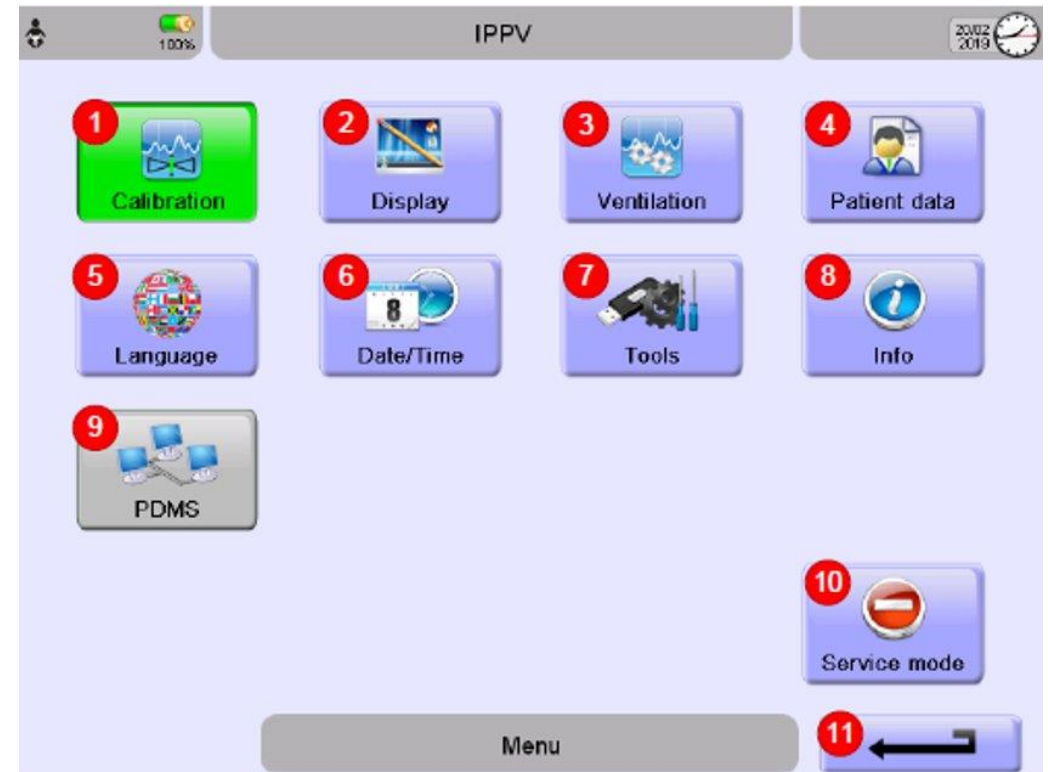 100%
IPPV
20/02
2019
1
Calibration
2
Display
3
Ventilation
4
Patient data
5
Language
6
8
Date/Time
7
Tools
8
i
Info
9
PDMS
10
Service mode
Menu
11